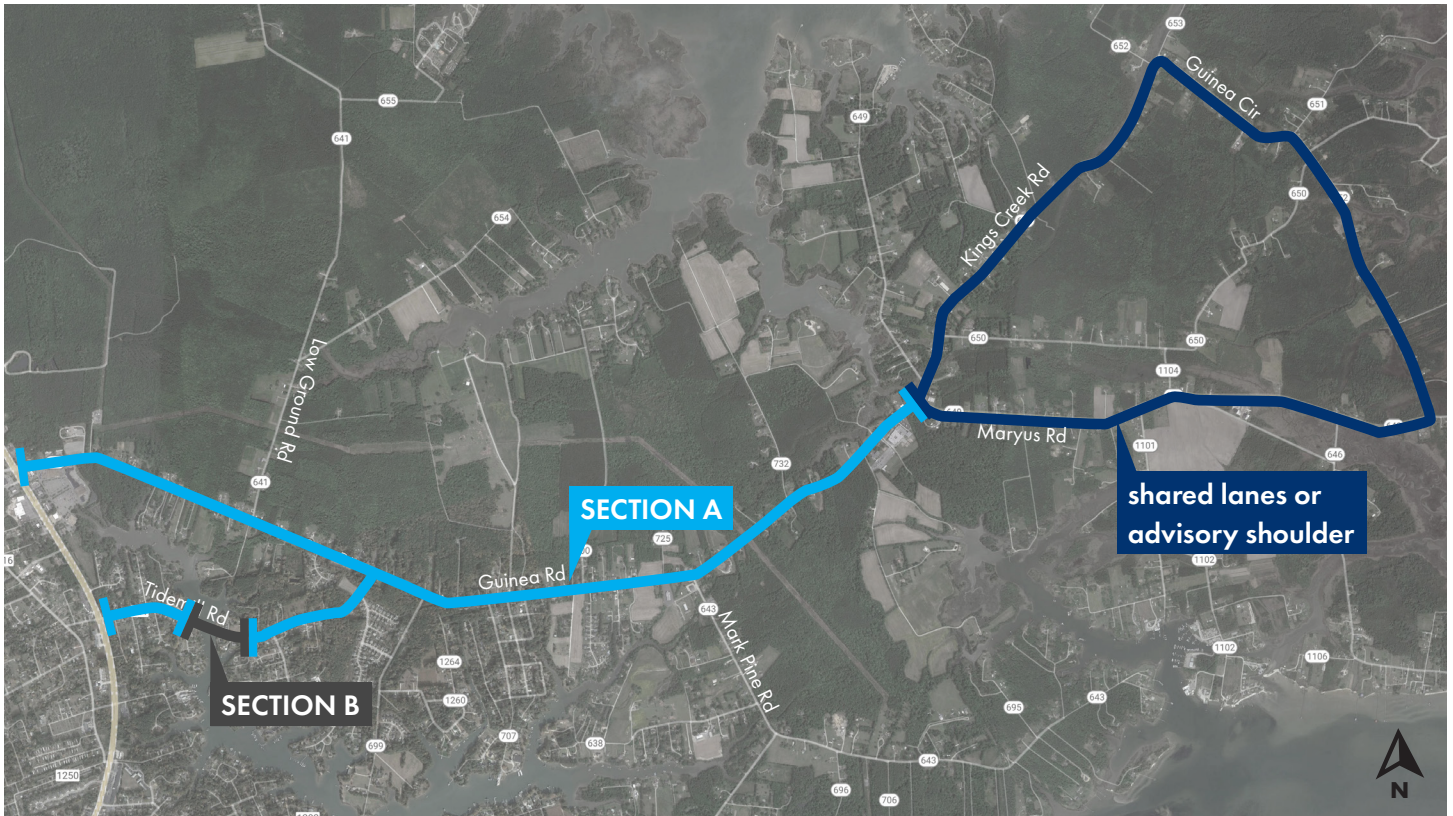 653
652
Guinea Cir
655
651
649
641
Kings Creek Rd
650
654
Low Ground Rd
650
650
1104
Maryus Rd
1101
646
732
641
SECTION A
shared lanes or
advisory shoulder
725
Guinea Rd
1102
16
Rd
643
Mark Pine Rd
SECTION B
1264
1260
1102
1106
643
695
699
707
638
643
1250
696
706
N